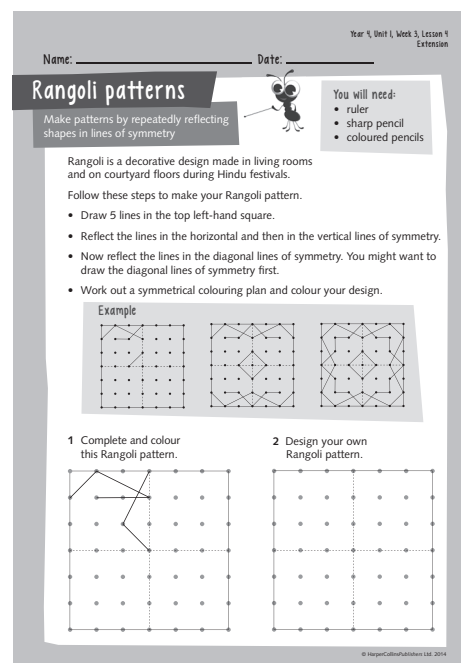 Year 4, Unit 1, Week 3, Lesson 4
Extension
Name: Date:
Rangoli patterns
Make patterns by repeatedly reflecting
shapes in lines of symmetry
You will need:
• ruler
• sharp pencil
• coloured pencils
Rangoli is a decorative design made in living rooms
and on courtyard floors during Hindu festivals.
Follow these steps to make your Rangoli pattern.
• Draw 5 lines in the top left-hand square.
• Reflect the lines in the horizontal and then in the vertical lines of symmetry.
• Now reflect the lines in the diagonal lines of symmetry. You might want to
draw the diagonal lines of symmetry first.
• Work out a symmetrical colouring plan and colour your design.
Example
1 Complete and colour
this Rangoli pattern.
2 Design your own
Rangoli pattern.
© HarperCollinsPublishers Ltd. 2014